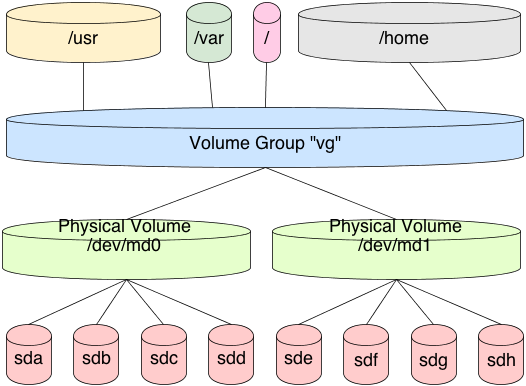 /usr
/var
/
/home
Volume Group "vg"
Physical Volume
/dev/md0
Physical Volume
/dev/md1
sda
sdb
sdc
sdd
sde
sdf
sdg
sdh